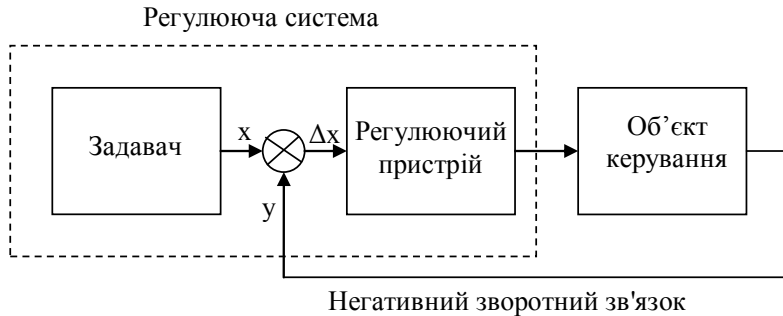 Регулююча система
Задавач
x
Δx
y
Регулюючий
пристрій
Об’єкт
керування
Негативний зворотний зв'язок